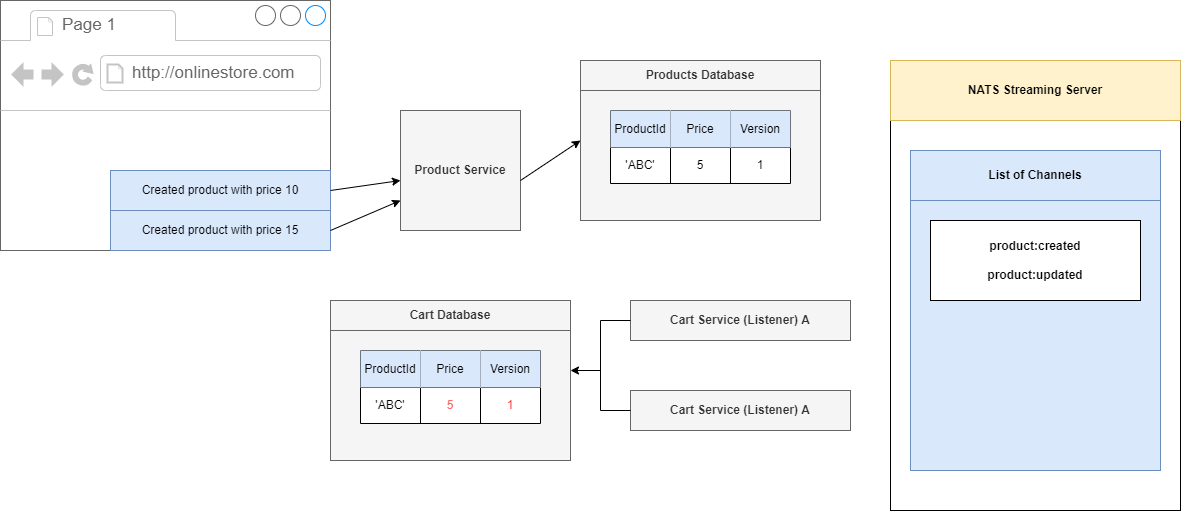 Page 1
http://onlinestore.com
Created product with price 10
Created product with price 15
Product Service
Products Database
ProductId Price Version
'ABC' 5 1
Cart Database
ProductId Price Version
'ABC' 5 1
Cart Service (Listener) A
Cart Service (Listener) A
NATS Streaming Server
List of Channels
product:created
product:updated